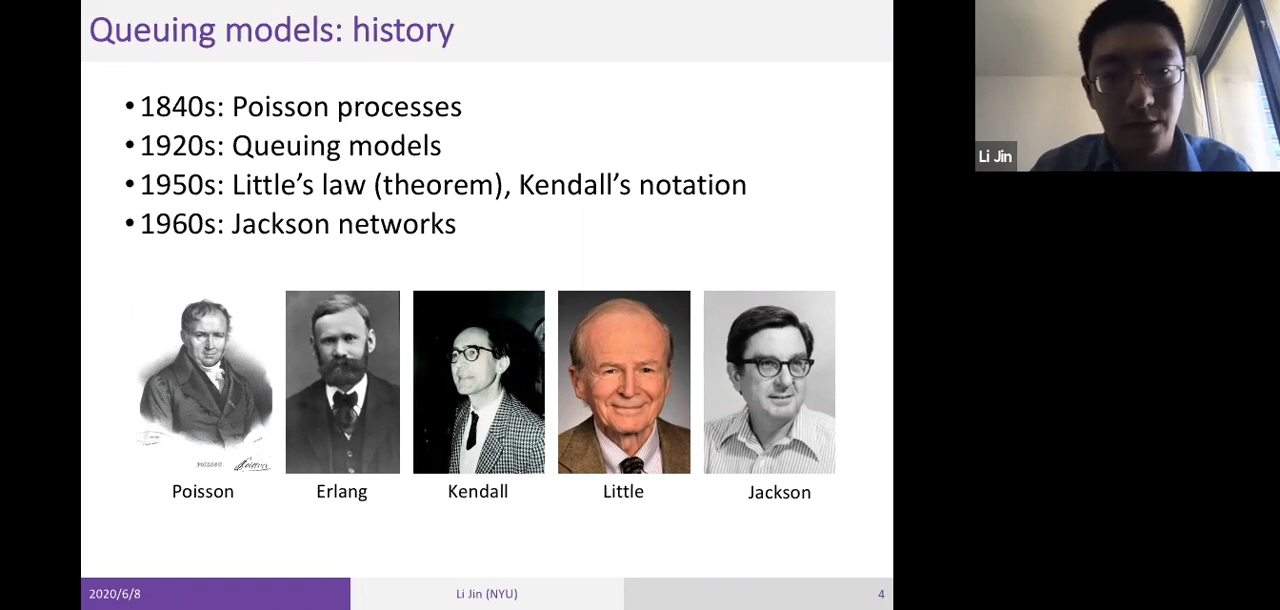 Queuing models: history
• 1840s: Poisson processes
• 1920s: Queuing models
• 1950s: Little's law (theorem), Kendall's notation
• 1960s: Jackson networks
Li Jin
POISSON.
Poisson
Erlang
Kendall
Little
Jackson
2020/6/8
Li Jin (NYU)
4